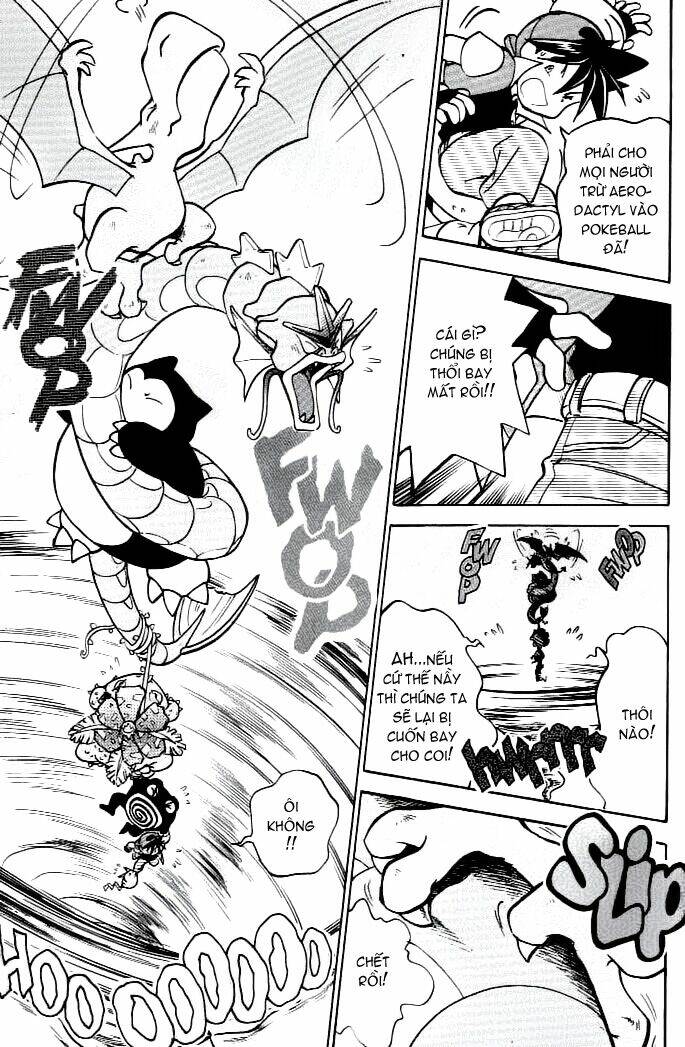 PHẢI CHO
MỌI NGƯỜI
TRỪ AERO-
DACTYL VÀO
POKEBALL
ĐÃ!
CÁI GÌ?
CHÚNG BỊ
THỔI BAY
MẤT RỒI!!
FWOP
FWOP
AH...NẾU
CỨ THẾ NẦY
THÌ CHÚNG TA
SẼ LẠI BỊ
CUỐN BAY
CHO COI!
THÔI
NÀO!
SLIP
CHẾT
RỒI!
FWOP
FWOP
ÔI
KHÔNG
!!
HOOOOOOOOO